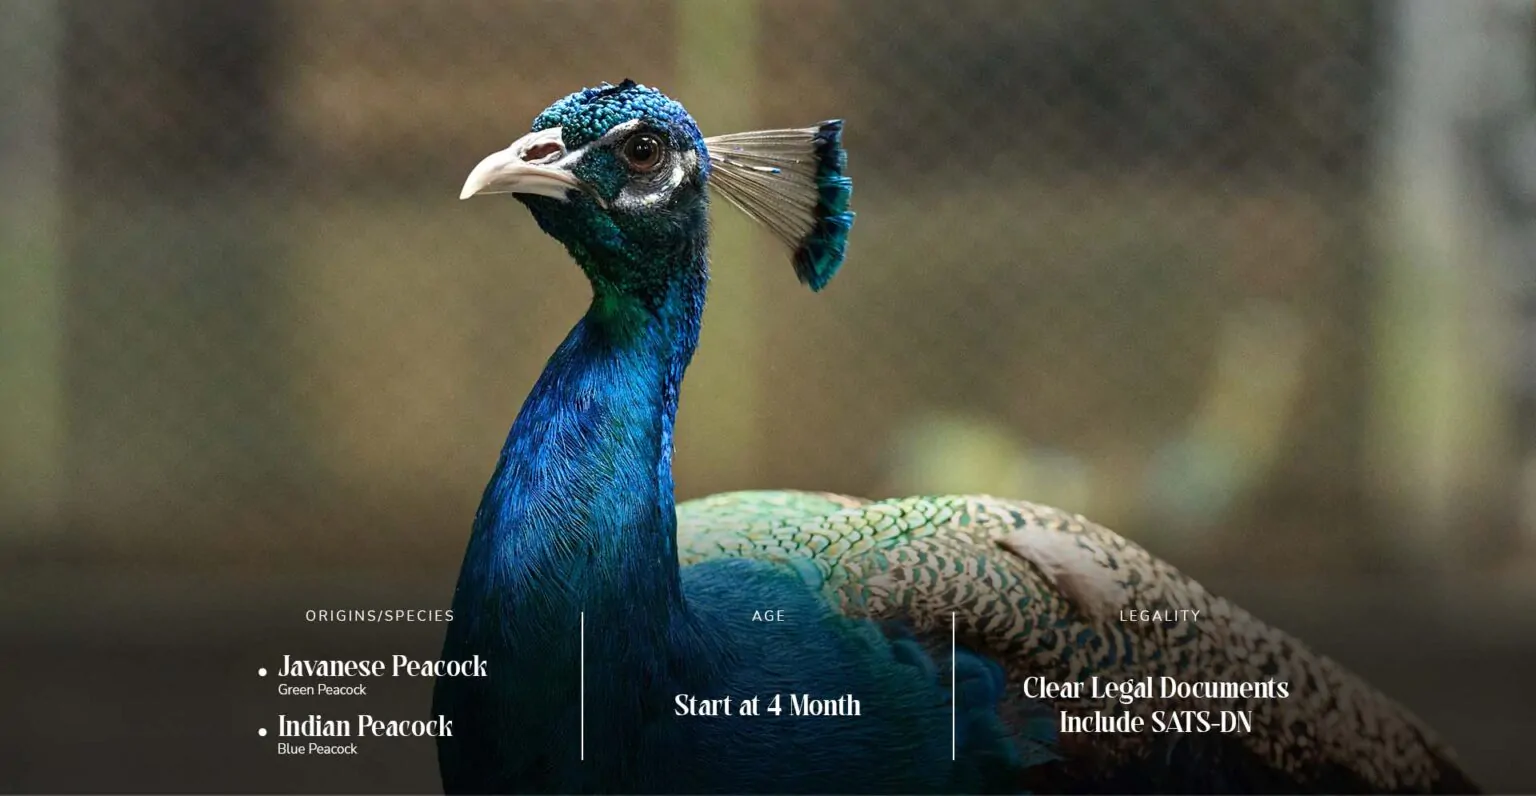 ORIGINS/SPECIES
Javanese Peacock
Green Peacock
Indian Peacock
Blue Peacock
AGE
Start at 4 Month
LEGALITY
Clear Legal Documents
Include SATS-DN